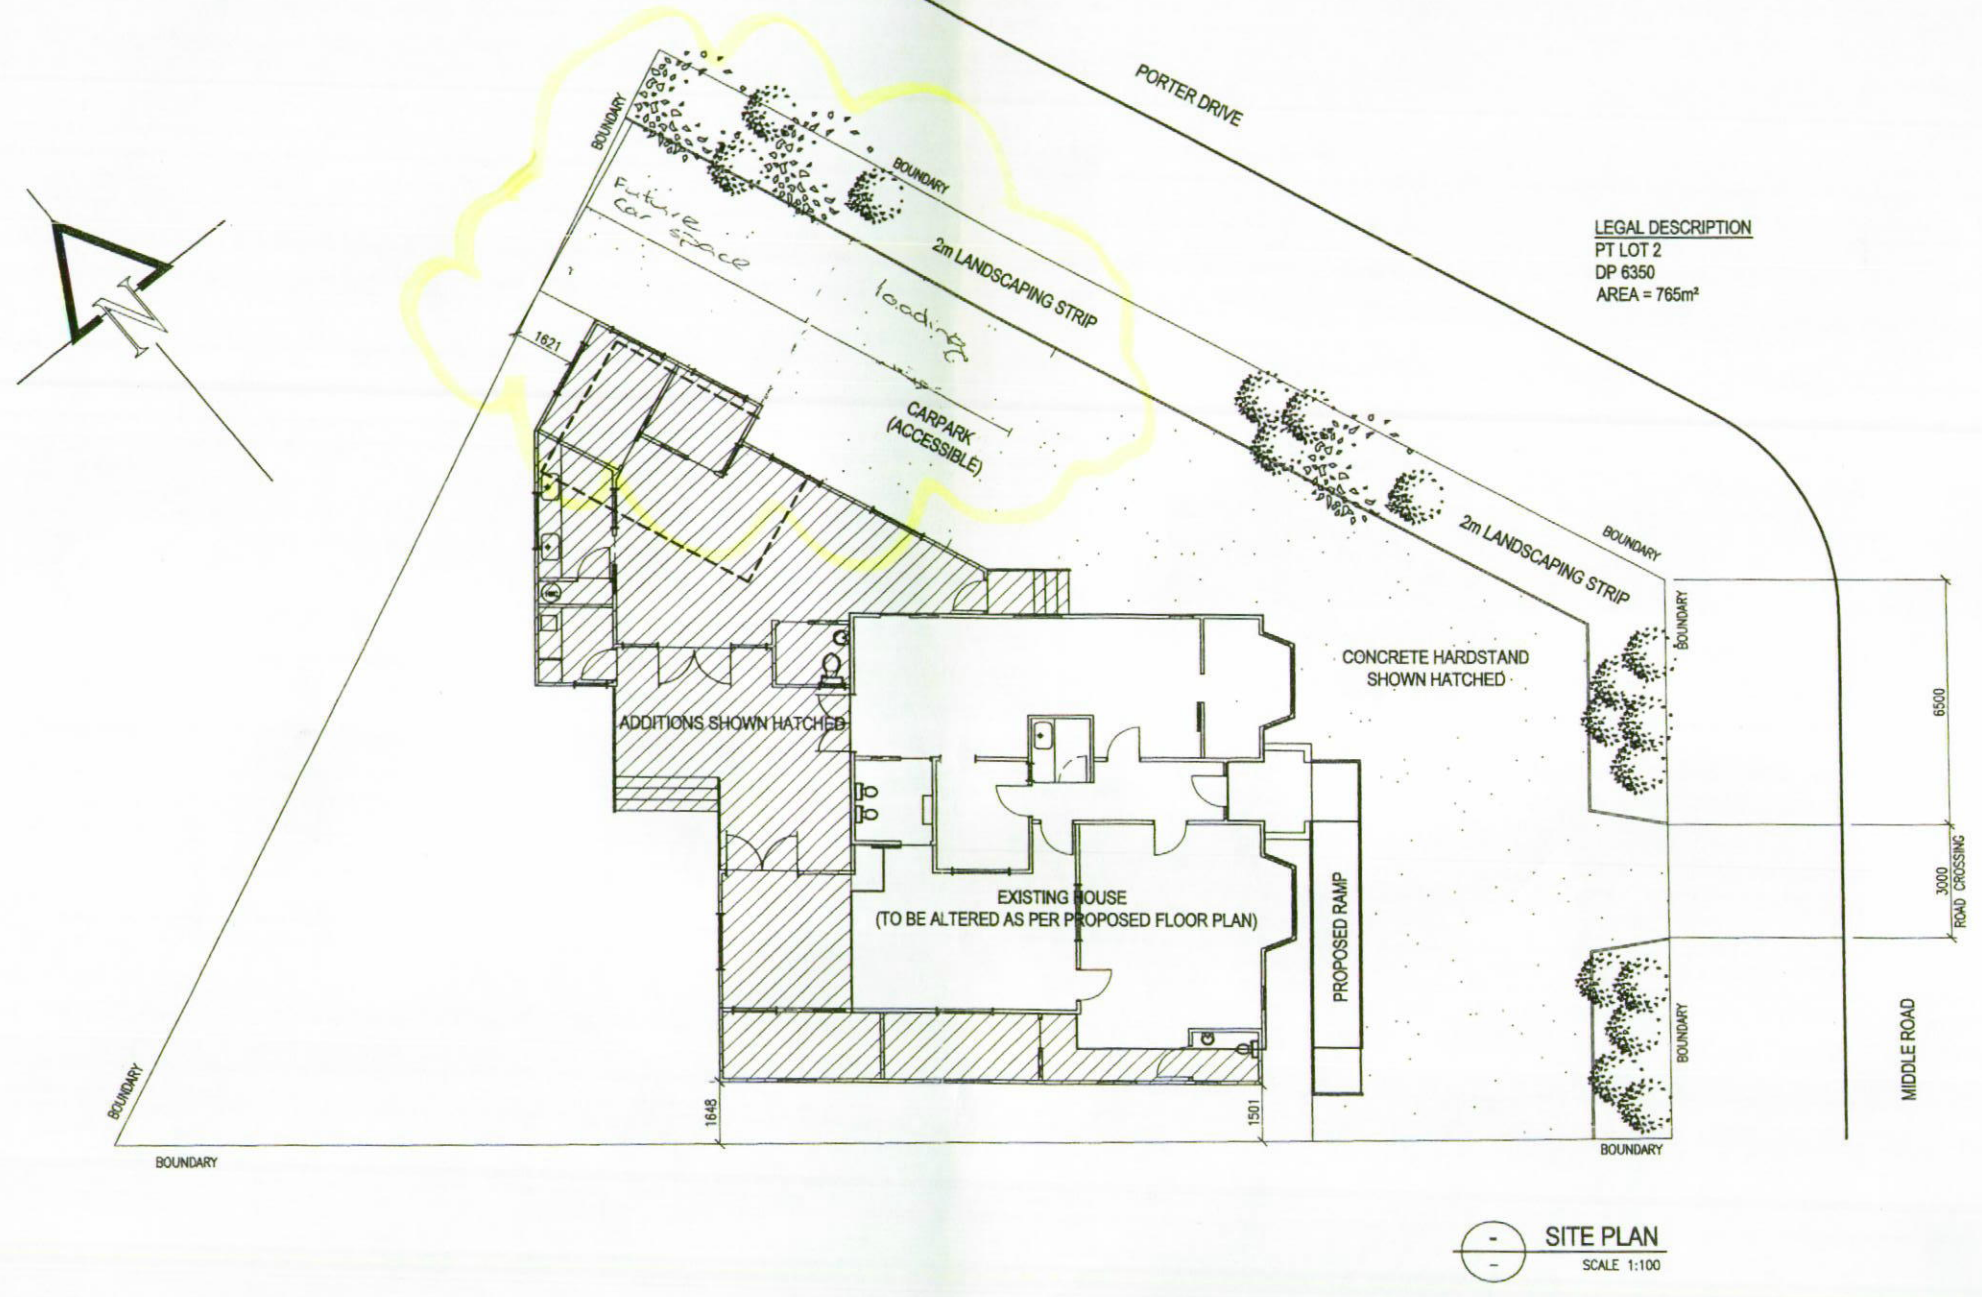 PORTER DRIVE
BOUNDARY
BOUNDARY
Future
Car
space
2m LANDSCAPING STRIP
loading
LEGAL DESCRIPTION
PT LOT 2
DP 6350
AREA = 765m²
N
1621
CARPARK
(ACCESSIBLE)
2m LANDSCAPING STRIP
BOUNDARY
BOUNDARY
CONCRETE HARDSTAND
SHOWN HATCHED
6500
ADDITIONS SHOWN HATCHED
3000
ROAD CROSSING
EXISTING HOUSE
(TO BE ALTERED AS PER PROPOSED FLOOR PLAN)
PROPOSED RAMP
MIDDLE ROAD
BOUNDARY
BOUNDARY
1648
1501
BOUNDARY
BOUNDARY
SITE PLAN
SCALE 1:100